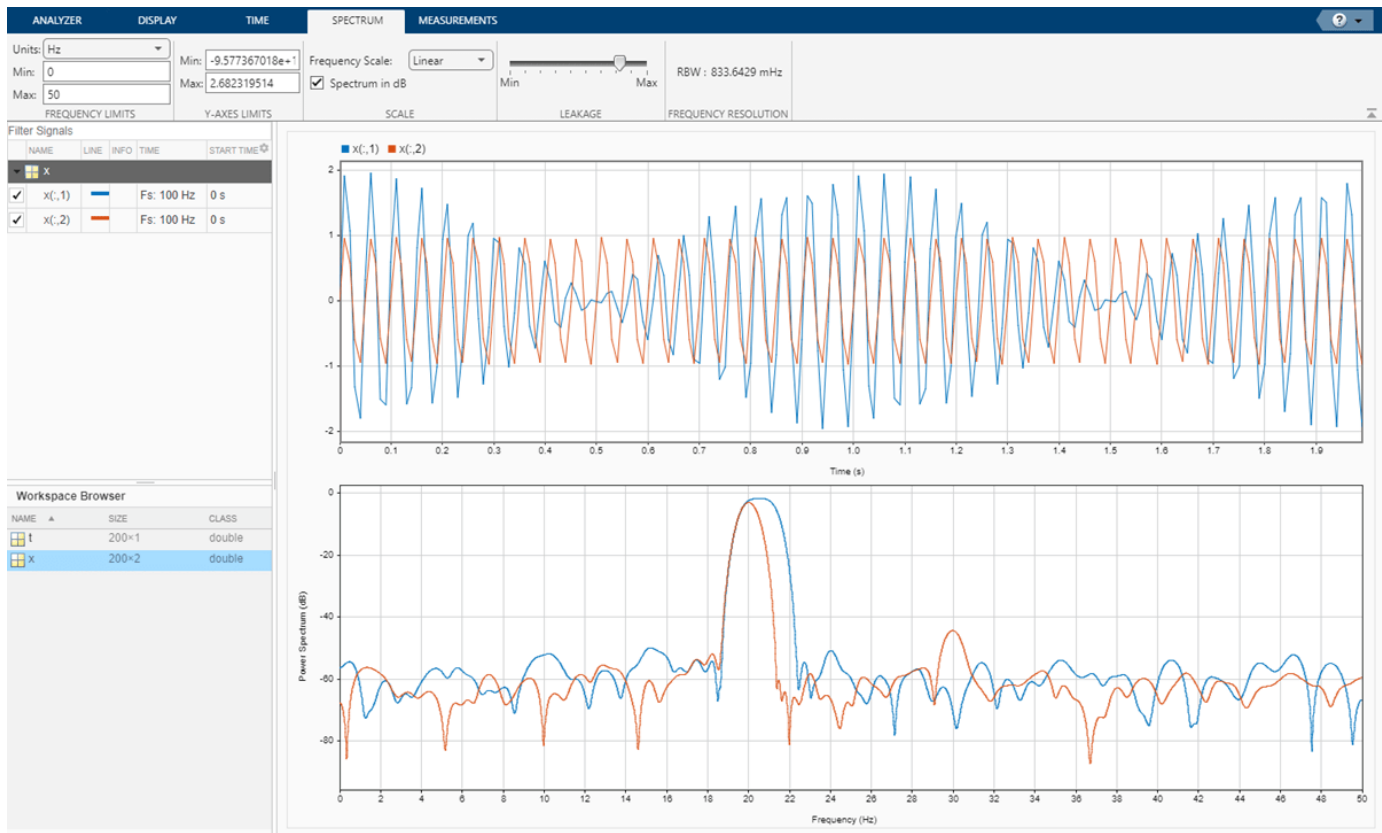 ANALYZER DISPLAY TIME SPECTRUM MEASUREMENTS ?
Units: Hz
Min: 0
Max: 50
FREQUENCY LIMITS
Min: -9.577367018e+1
Max: 2.682319514
Y-AXES LIMITS
Frequency Scale: Linear
Spectrum in dB
SCALE
Min Max
LEAKAGE
RBW : 833.6429 mHz
FREQUENCY RESOLUTION
Filter Signals
NAME LINE INFO TIME START TIME
x
x(:,1) Fs: 100 Hz 0 s
x(:,2) Fs: 100 Hz 0 s
Workspace Browser
NAME SIZE CLASS
t 200×1 double
x 200×2 double
x(:,1) x(:,2)
2
1
0
-1
-2
0 0.1 0.2 0.3 0.4 0.5 0.6 0.7 0.8 0.9 1.0 1.1 1.2 1.3 1.4 1.5 1.6 1.7 1.8 1.9
Time (s)
Power Spectrum (dB)
0
-20
-40
-60
-80
0 2 4 6 8 10 12 14 16 18 20 22 24 26 28 30 32 34 36 38 40 42 44 46 48 50
Frequency (Hz)